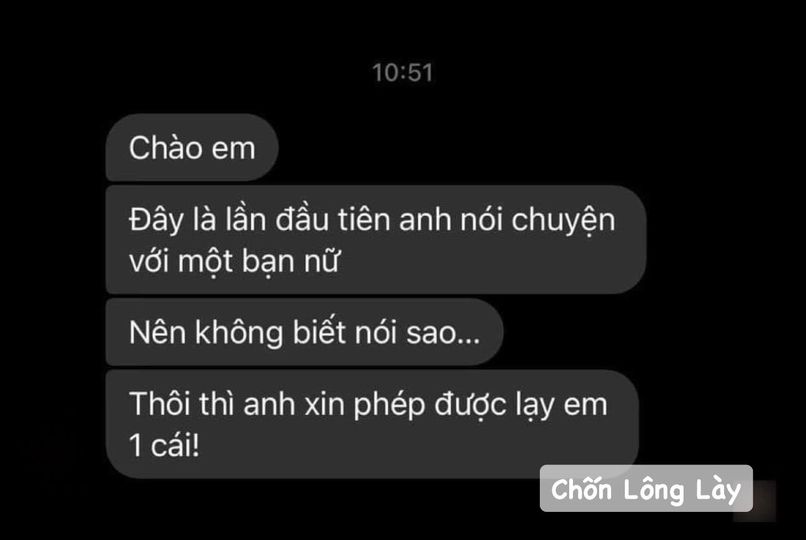 10:51
Chào em
Đây là lần đầu tiên anh nói chuyện
với một bạn nữ
Nên không biết nói sao...
Thôi thì anh xin phép được lạy em
1 cái!
Chốn Lông Lày